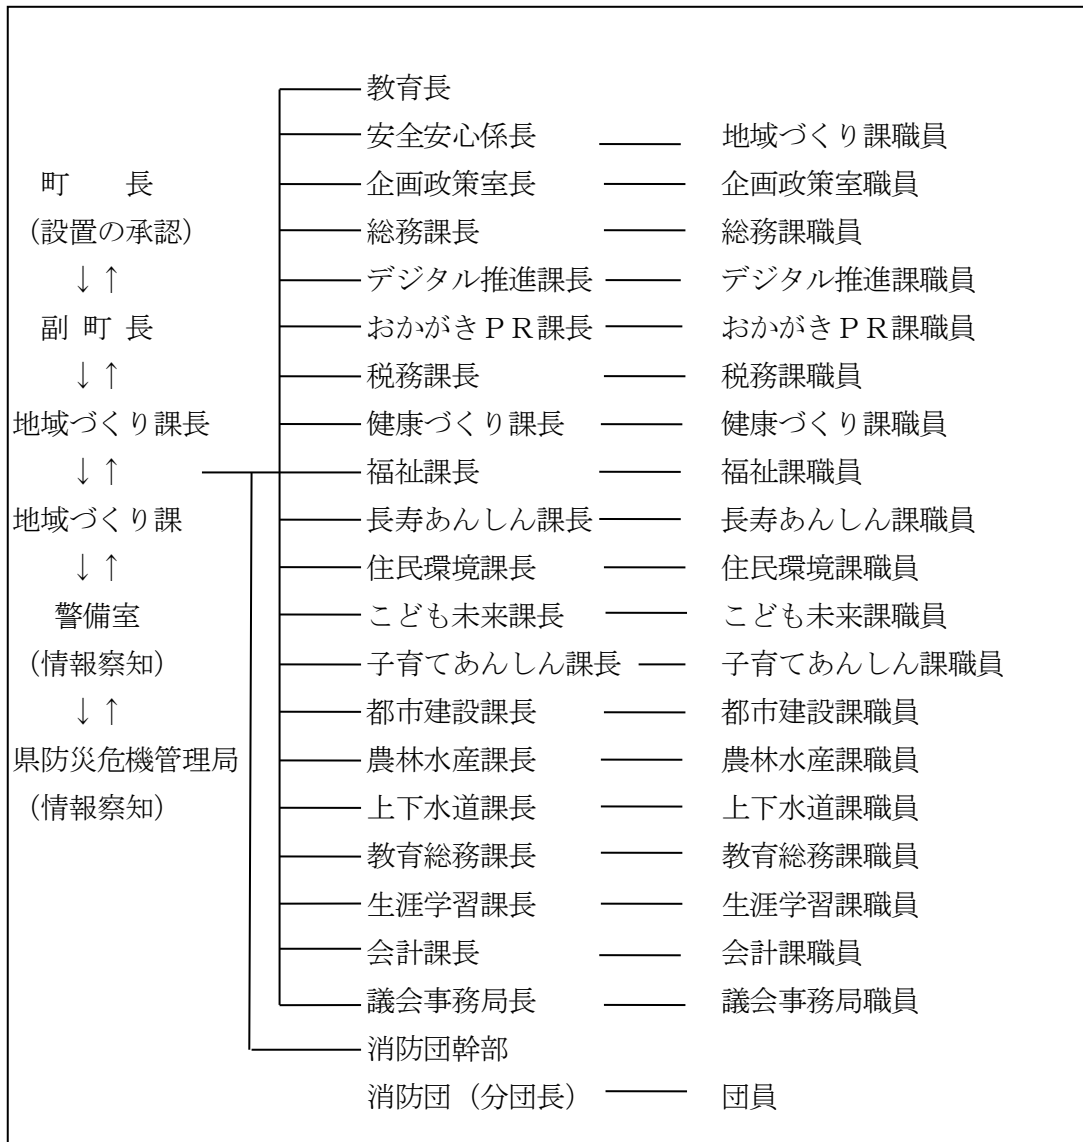 教育長
安全安心係長 地域づくり課職員
町　　長 企画政策室長 企画政策室職員
（設置の承認） 総務課長 総務課職員
↓↑ デジタル推進課長 デジタル推進課職員
副 町 長 おかがきＰＲ課長 おかがきＰＲ課職員
↓↑ 税務課長 税務課職員
地域づくり課長 健康づくり課長 健康づくり課職員
↓↑ 福祉課長 福祉課職員
地域づくり課 長寿あんしん課長 長寿あんしん課職員
↓↑ 住民環境課長 住民環境課職員
警備室 こども未来課長 こども未来課職員
（情報察知） 子育てあんしん課長 子育てあんしん課職員
↓↑ 都市建設課長 都市建設課職員
県防災危機管理局 農林水産課長 農林水産課職員
（情報察知） 上下水道課長 上下水道課職員
教育総務課長 教育総務課職員
生涯学習課長 生涯学習課職員
会計課長 会計課職員
議会事務局長 議会事務局職員
消防団幹部
消防団（分団長） 団員